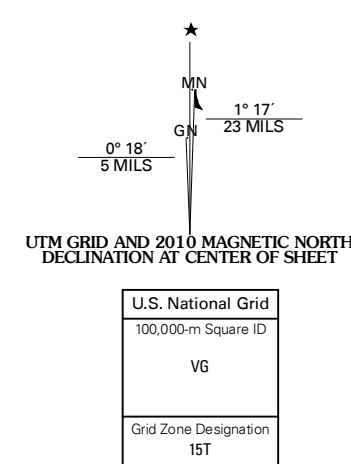 MN
1° 17´
23 MILS
GN
0° 18´
5 MILS
UTM GRID AND 2010 MAGNETIC NORTH
DECLINATION AT CENTER OF SHEET
U.S. National Grid
100,000-m Square ID
VG
Grid Zone Designation
15T